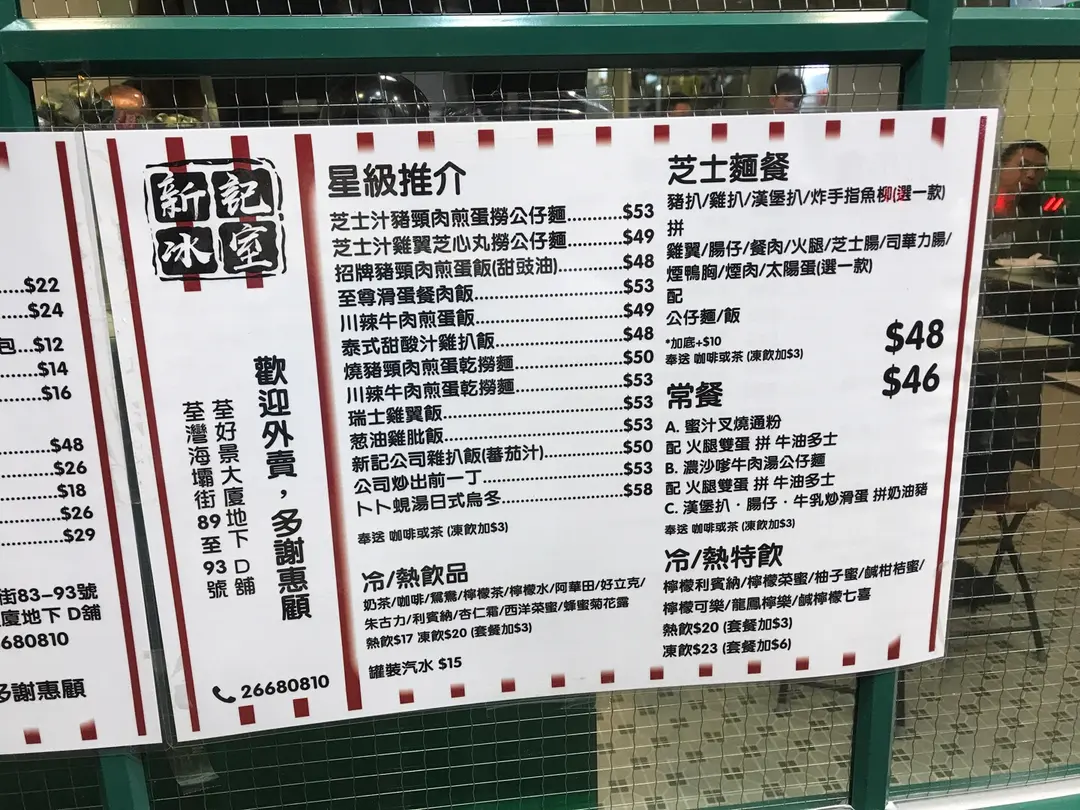 $22
$24
包...$12
$14
$16
$48
$26
$18
$26
$29
街83-93號
廈地下 D舖
6680810
多謝惠顧
新記
冰室
歡迎外賣，多謝惠顧
荃好景大廈地下 D 舖
荃灣海壩街 89 至 93 號
26680810
星級推介
芝士汁豬頸肉煎蛋撈公仔麵...........$53
芝士汁雞翼芝心丸撈公仔麵...........$49
招牌豬頸肉煎蛋飯(甜豉油)...........$48
至尊滑蛋餐肉飯...........$53
川辣牛肉煎蛋飯...........$49
泰式甜酸汁雞扒飯...........$48
燒豬頸肉煎蛋乾撈麵...........$50
川辣牛肉煎蛋乾撈麵...........$53
瑞士雞翼飯...........$53
葱油雞肶飯...........$53
新記公司雜扒飯(蕃茄汁)...........$50
公司炒出前一丁...........$53
卜卜蜆湯日式烏冬...........$58
奉送 咖啡或茶 (凍飲加$3)
冷/熱飲品
奶茶/咖啡/鴛鴦/檸檬茶/檸檬水/阿華田/好立克/
朱古力/利賓納/杏仁霜/西洋菜蜜/蜂蜜菊花露
熱飲$17 凍飲$20 (套餐加$3)
罐裝汽水 $15
芝士麵餐
豬扒/雞扒/漢堡扒/炸手指魚柳(選一款)
拼
雞翼/腸仔/餐肉/火腿/芝士腸/司華力腸/
煙鴨胸/煙肉/太陽蛋(選一款)
配
公仔麵/飯
*加底+$10
奉送 咖啡或茶 (凍飲加$3)
$48
常餐
$46
A. 蜜汁叉燒通粉
配 火腿雙蛋 拼 牛油多士
B. 濃沙嗲牛肉湯公仔麵
配 火腿雙蛋 拼 牛油多士
C. 漢堡扒．腸仔．牛乳炒滑蛋 拼奶油豬
奉送 咖啡或茶 (凍飲加$3)
冷/熱特飲
檸檬利賓納/檸檬菜蜜/柚子蜜/鹹柑桔蜜/
檸檬可樂/龍鳳檸樂/鹹檸檬七喜
熱飲$20 (套餐加$3)
凍飲$23 (套餐加$6)